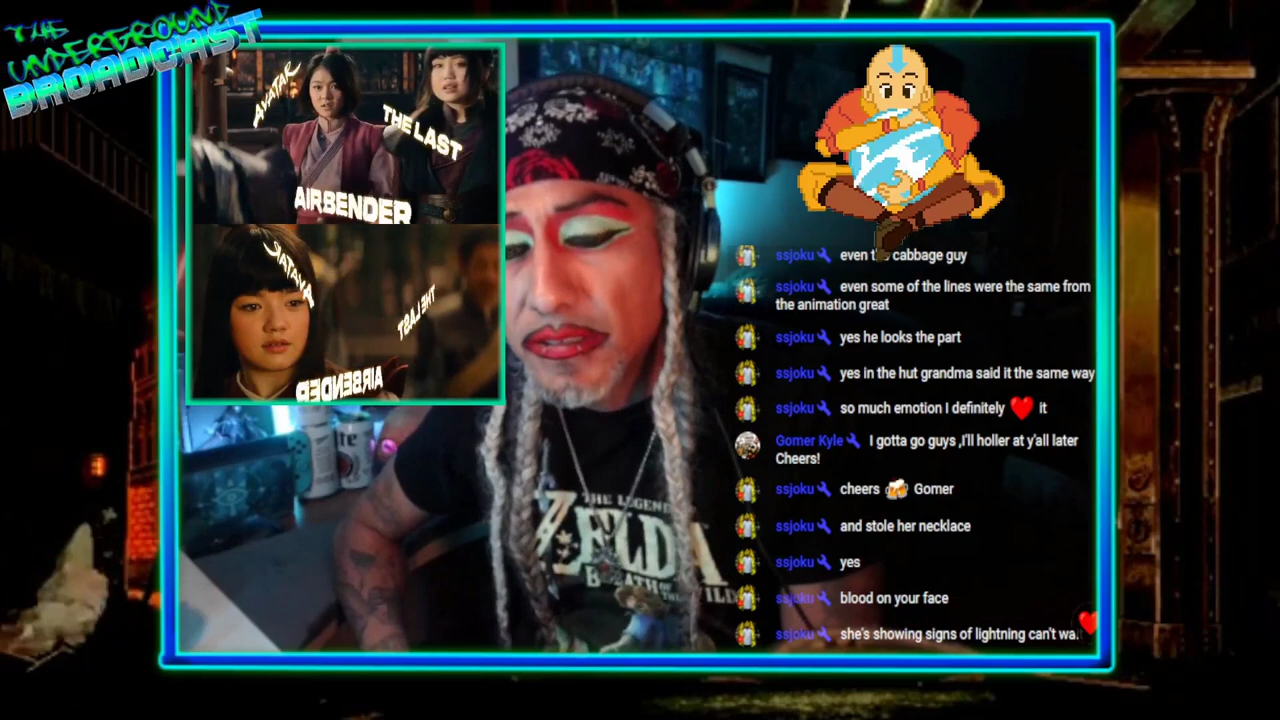 THE
UNDERGROUND
BROADCAST
AVATAR
THE LAST
AIRBENDER
AVATAR
THE LAST
AIRBENDER
ite
THE LEGEND
ZELDA
BREATH OF
THE WILD
ssjoku even the cabbage guy
ssjoku even some of the lines were the same from
the animation great
ssjoku yes he looks the part
ssjoku yes in the hut grandma said it the same way
ssjoku so much emotion I definitely ❤️ it
Gomer Kyle I gotta go guys ,I'll holler at y'all later
Cheers!
ssjoku cheers 🍻 Gomer
ssjoku and stole her necklace
ssjoku yes
ssjoku blood on your face
ssjoku she's showing signs of lightning can't wa